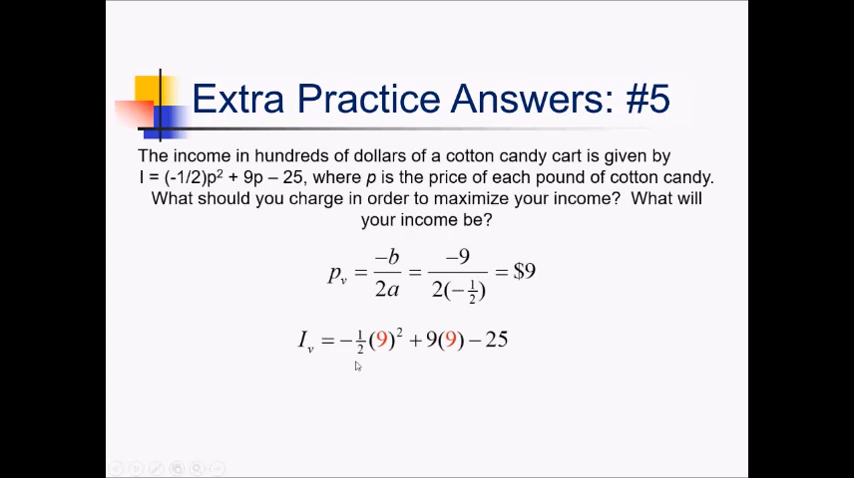 Extra Practice Answers: #5
The income in hundreds of dollars of a cotton candy cart is given by
I = (-1/2)p² + 9p – 25, where p is the price of each pound of cotton candy.
What should you charge in order to maximize your income? What will
your income be?
pᵥ = −b/2a = −9/2(−1/2) = $9
Iᵥ = −1/2(9)² + 9(9) − 25